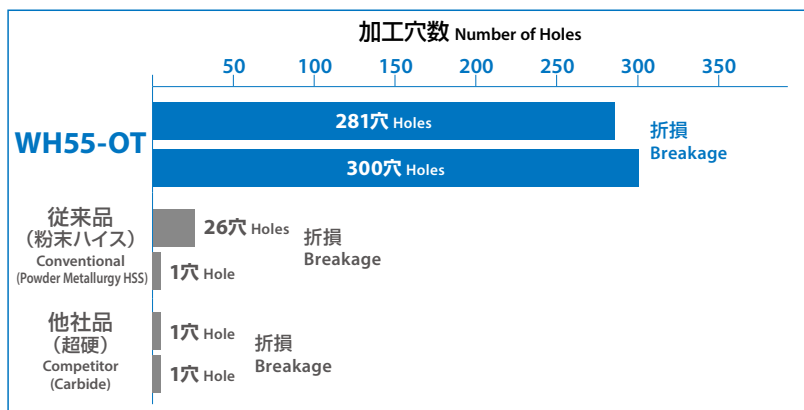 加工穴数 Number of Holes
50 100 150 200 250 300 350
WH55-OT
281穴 Holes
300穴 Holes
折損
Breakage
従来品
（粉末ハイス）
Conventional
(Powder Metallurgy HSS)
26穴 Holes
1穴 Hole
折損
Breakage
他社品
（超硬）
Competitor
(Carbide)
1穴 Hole
1穴 Hole
折損
Breakage